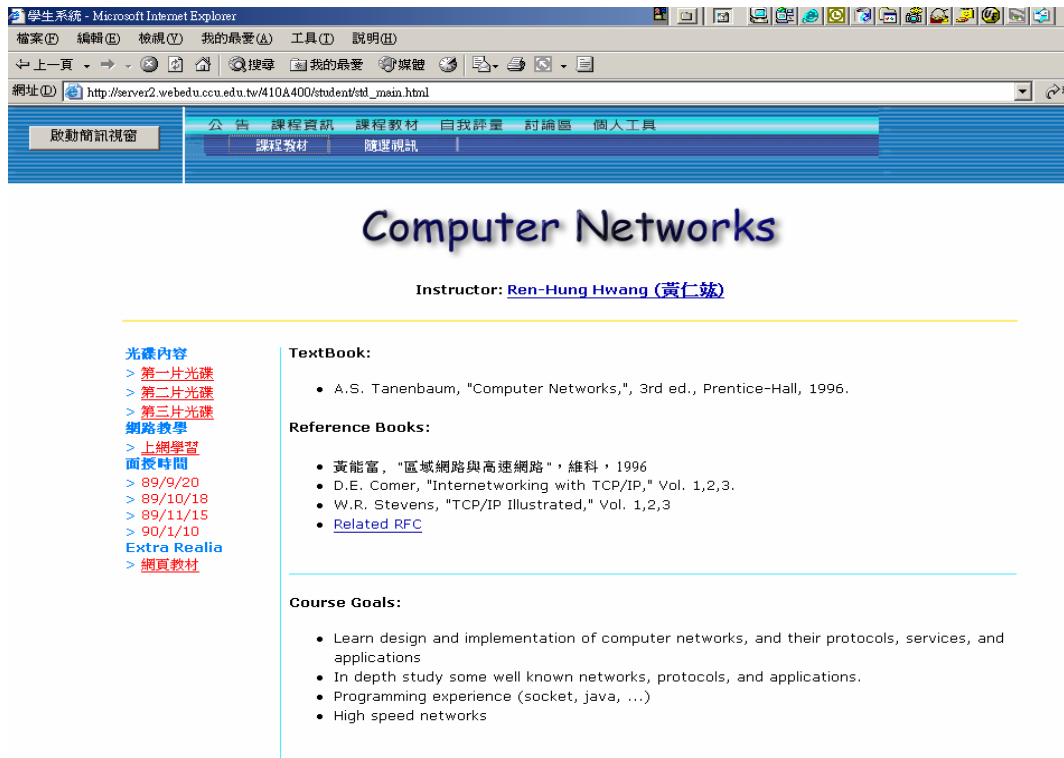 學生系統 - Microsoft Internet Explorer
檔案(F) 編輯(E) 檢視(V) 我的最愛(A) 工具(T) 說明(H)
上一頁 搜尋 我的最愛 媒體
網址(D) http://server2.webedu.ccu.edu.tw/410A400/student/std_main.html
啟動簡訊視窗
公 告 課程資訊 課程教材 自我評量 討論區 個人工具
課程教材 隨選視訊
Computer Networks
Instructor: Ren-Hung Hwang (黃仁竑)
光碟內容
> 第一片光碟
> 第二片光碟
> 第三片光碟
網路教學
> 上網學習
面授時間
> 89/9/20
> 89/10/18
> 89/11/15
> 90/1/10
Extra Realia
> 網頁教材
TextBook:
• A.S. Tanenbaum, "Computer Networks,", 3rd ed., Prentice-Hall, 1996.
Reference Books:
• 黃能富, "區域網路與高速網路",維科,1996
• D.E. Comer, "Internetworking with TCP/IP," Vol. 1,2,3.
• W.R. Stevens, "TCP/IP Illustrated," Vol. 1,2,3
• Related RFC
Course Goals:
• Learn design and implementation of computer networks, and their protocols, services, and
applications
• In depth study some well known networks, protocols, and applications.
• Programming experience (socket, java, ...)
• High speed networks